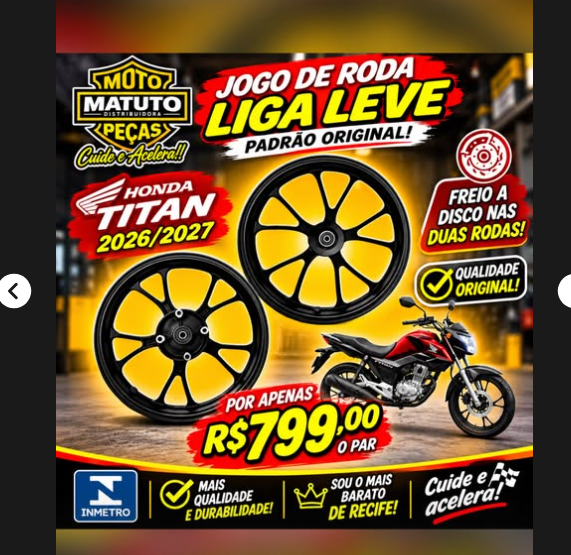 MOTO
MATUTO
DISTRIBUIDORA
PEÇAS
Cuide e Acelera!!
JOGO DE RODA
LIGA LEVE
PADRÃO ORIGINAL!
HONDA
TITAN
2026/2027
FREIO A
DISCO NAS
DUAS RODAS!
QUALIDADE
ORIGINAL!
POR APENAS
R$799,00
O PAR
INMETRO
MAIS
QUALIDADE
E DURABILIDADE!
SOU O MAIS
BARATO
DE RECIFE!
Cuide e
acelera!